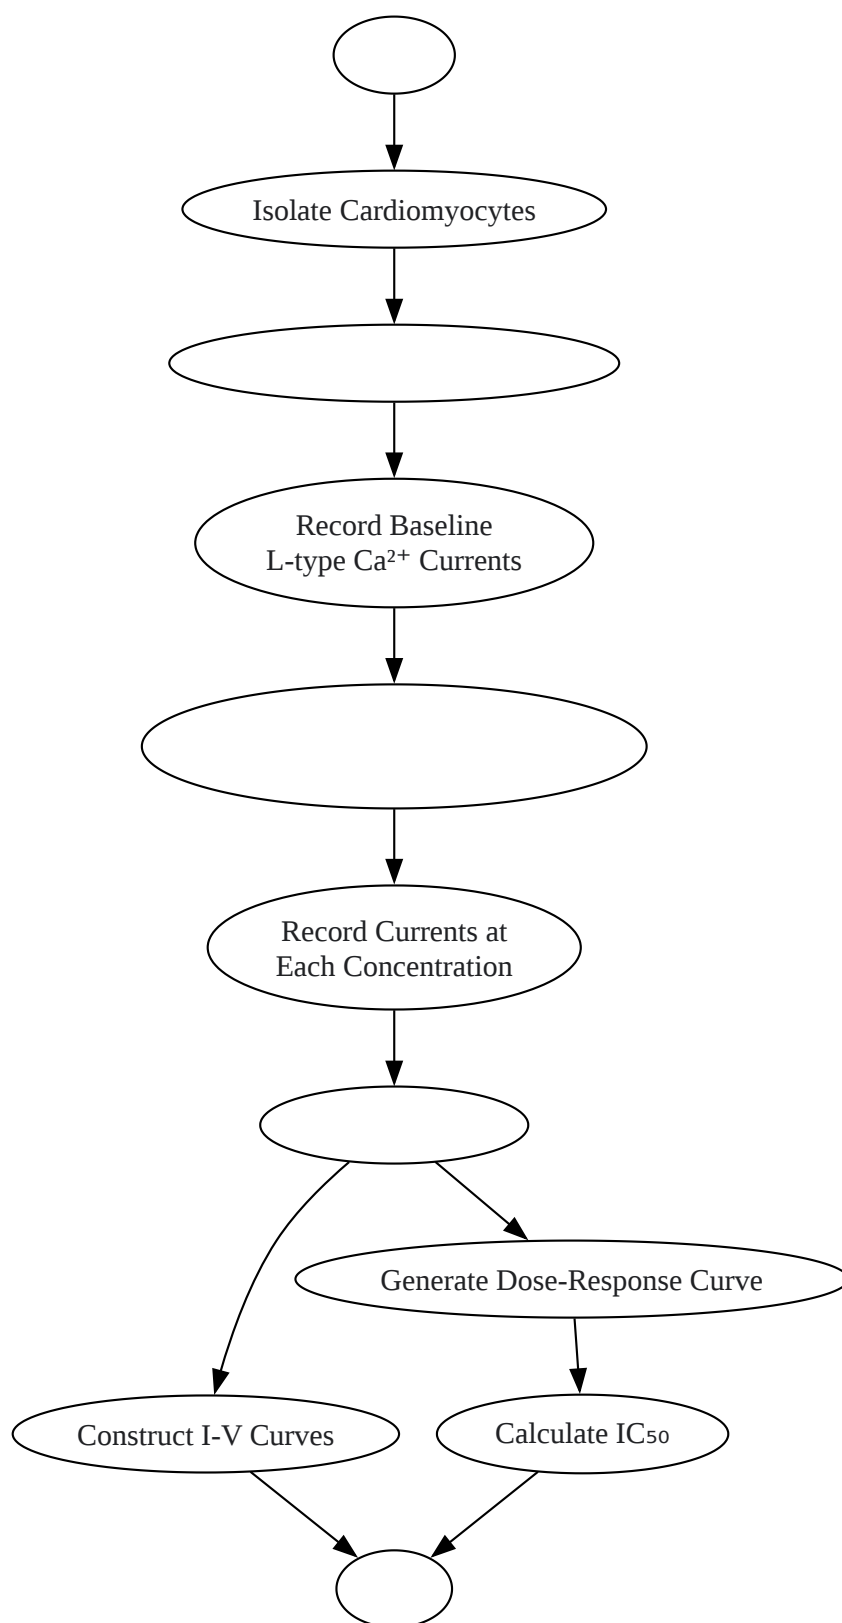 Isolate Cardiomyocytes
Record Baseline
L-type Ca²⁺ Currents
Record Currents at
Each Concentration
Generate Dose-Response Curve
Construct I-V Curves
Calculate IC₅₀